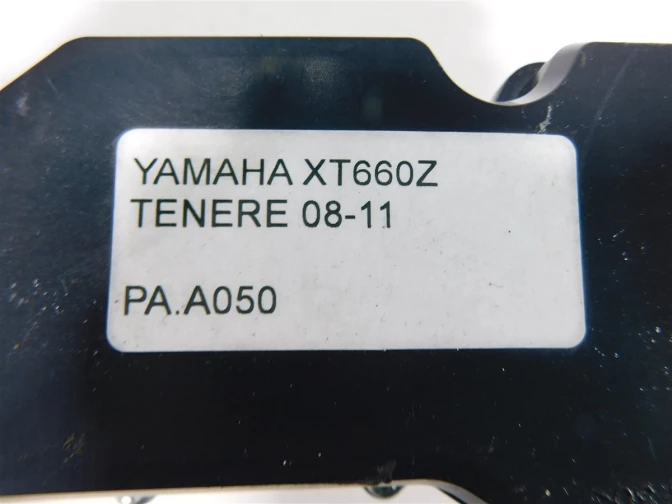 YAMAHA XT660Z
TENERE 08-11
PA.A050